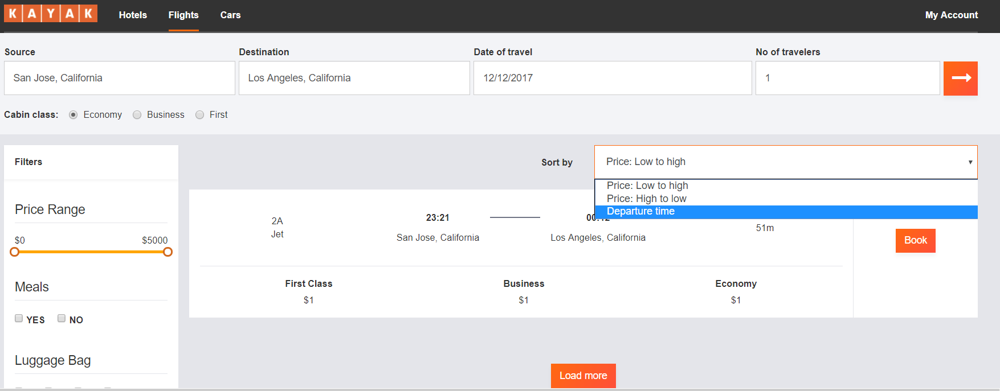 KAYAK Hotels Flights Cars My Account
Source Destination Date of travel No of travelers
San Jose, California Los Angeles, California 12/12/2017 1
Cabin class: Economy Business First
Filters
Sort by Price: Low to high
Price: Low to high
Price: High to low
Departure time
Price Range
$0 $5000
Meals
YES NO
Luggage Bag
2A
Jet
23:21
San Jose, California
Los Angeles, California
51m
Book
First Class Business Economy
$1 $1 $1
Load more